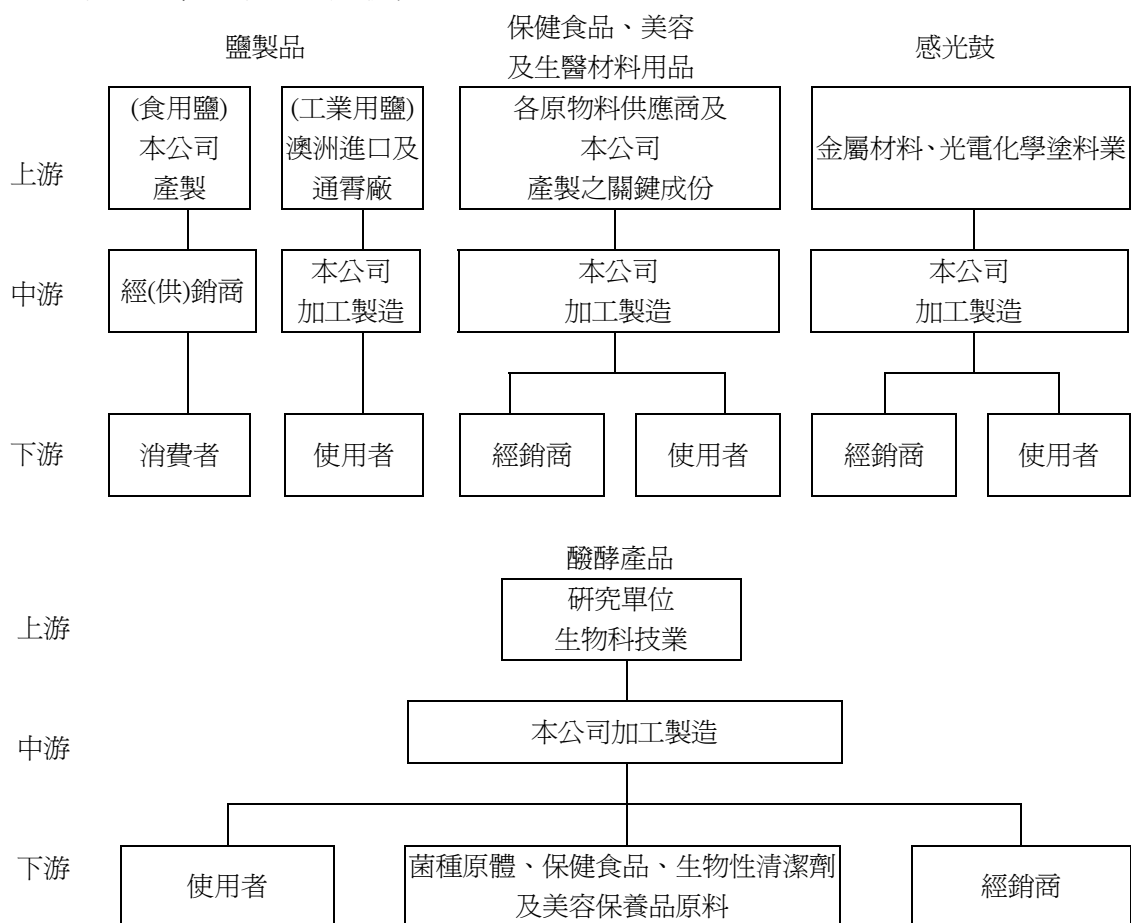 鹽製品
保健食品、美容
及生醫材料用品
感光鼓
上游
(食用鹽)
本公司
產製
(工業用鹽)
澳洲進口及
通霄廠
各原物料供應商及
本公司
產製之關鍵成份
金屬材料、光電化學塗料業
中游
經(供)銷商
本公司
加工製造
本公司
加工製造
本公司
加工製造
下游
消費者
使用者
經銷商
使用者
經銷商
使用者
醱酵產品
上游
研究單位
生物科技業
中游
本公司加工製造
下游
使用者
菌種原體、保健食品、生物性清潔劑
及美容保養品原料
經銷商